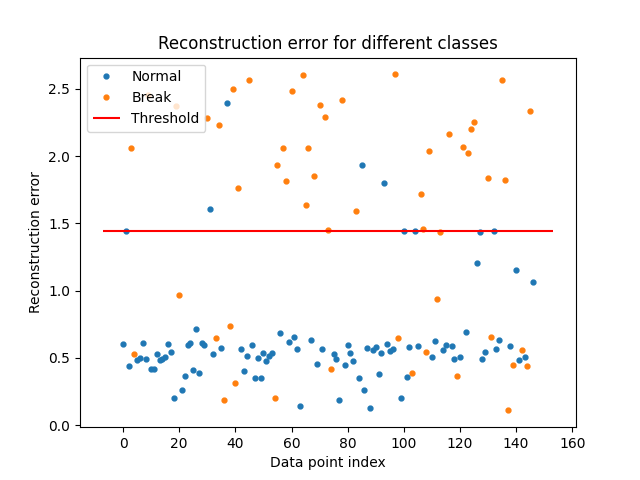 Reconstruction error for different classes
Normal
Break
Threshold
Reconstruction error
2.5
2.0
1.5
1.0
0.5
0.0
0 20 40 60 80 100 120 140 160
Data point index